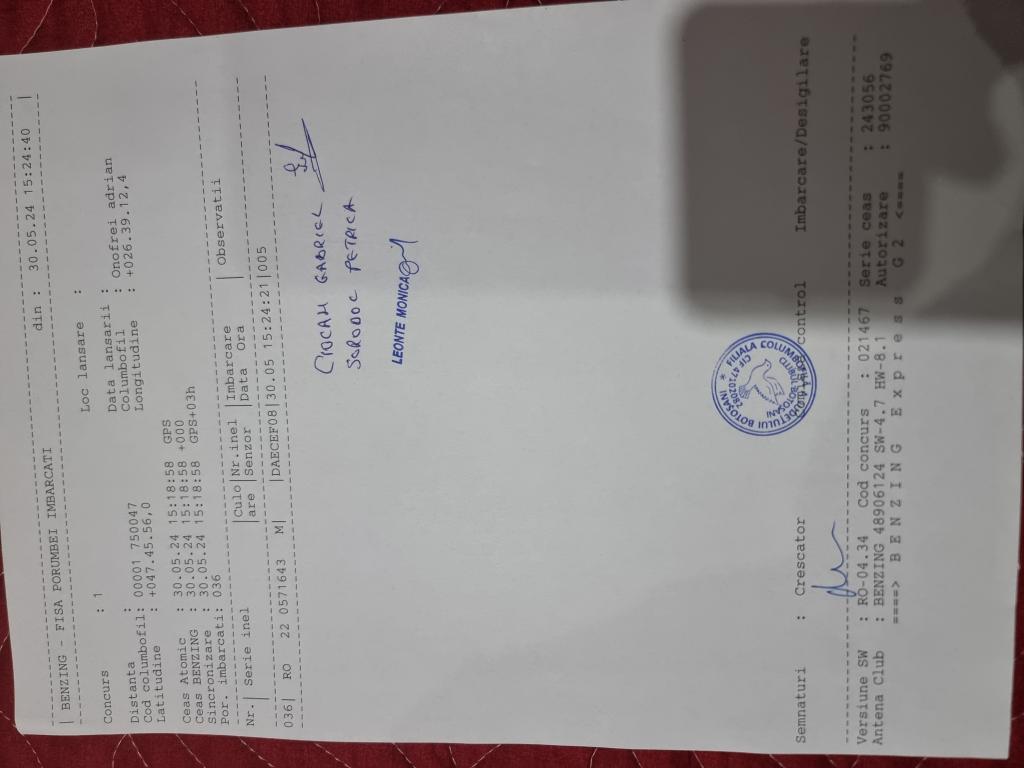 | BENZING - FISA PORUMBEI IMBARCATI din : 30.05.24 15:24:40 |
Loc lansare :
Concurs : 1
Data lansarii :
Distanta : 00001 750047 Columbofil : Onofrei adrian
Cod columbofil: Longitudine : +026.39.12,4
Latitudine : +047.45.56,0
Ceas Atomic : 30.05.24 15:18:58 GPS
Ceas BENZING : 30.05.24 15:18:58 +000
Sincronizare : 30.05.24 15:18:58 GPS+03h
Por. imbarcati: 036
Nr.| Serie inel |Culo|Nr.inel |Imbarcare | Observatii
|are |Senzor |Data Ora |
036| RO 22 0571643 M| |DAECEF08|30.05 15:24:21|005
CIOCAN GABRIEL
SORODOC PETRICA
LEONTE MONICA
FILIALA COLUMBOFILA A JUDETULUI BOTOSANI
CLUBUL BOTOSANI
Semnaturi : Crescator control Imbarcare/Desigilare
Versiune SW : RO-04.34 Cod concurs : 021467 Serie ceas : 243056
Antena Club : BENZING 48906124 SW-4.7 HW-8.1 Autorizare : 90002769
====> B E N Z I N G E x p r e s s G 2 <====